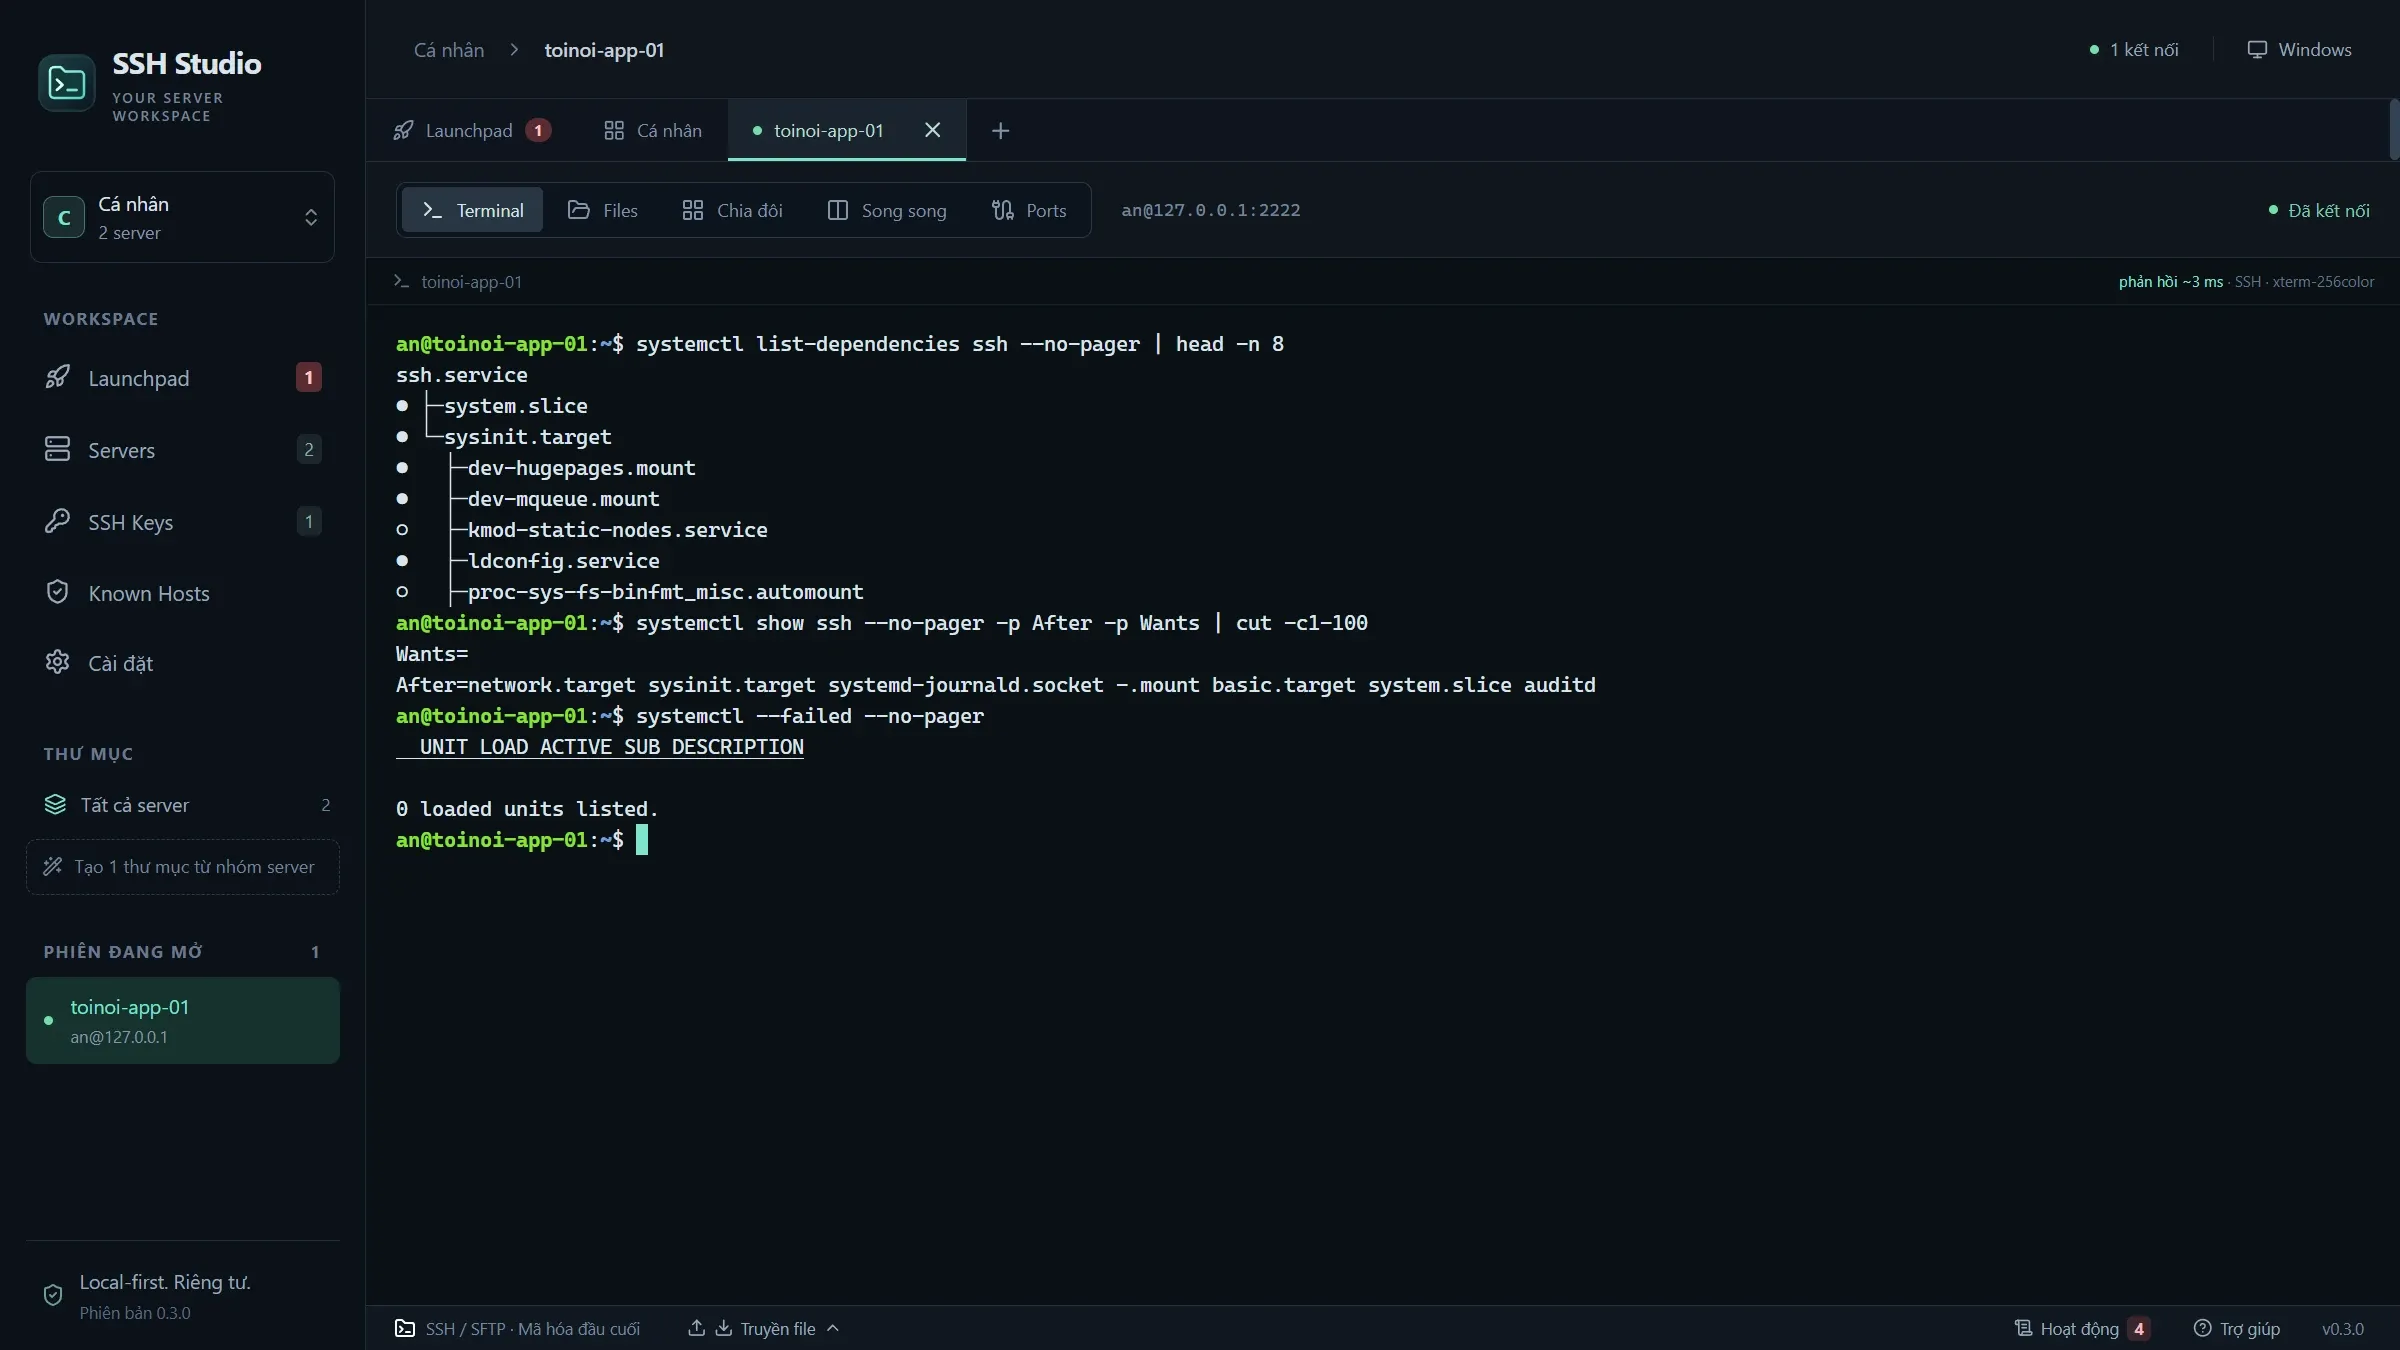 SSH Studio
YOUR SERVER
WORKSPACE
C
Cá nhân
2 server
WORKSPACE
Launchpad 1
Servers 2
SSH Keys 1
Known Hosts
Cài đặt
THƯ MỤC
Tất cả server 2
Tạo 1 thư mục từ nhóm server
PHIÊN ĐANG MỞ 1
toinoi-app-01
an@127.0.0.1
Local-first. Riêng tư.
Phiên bản 0.3.0
Cá nhân > toinoi-app-01
1 kết nối
Windows
Launchpad 1
Cá nhân
toinoi-app-01
Terminal
Files
Chia đôi
Song song
Ports
an@127.0.0.1:2222
Đã kết nối
toinoi-app-01
phản hồi ~3 ms · SSH · xterm-256color
an@toinoi-app-01:~$ systemctl list-dependencies ssh --no-pager | head -n 8
ssh.service
● ├─system.slice
● └─sysinit.target
●   ├─dev-hugepages.mount
●   ├─dev-mqueue.mount
○   ├─kmod-static-nodes.service
●   ├─ldconfig.service
○   ├─proc-sys-fs-binfmt_misc.automount
an@toinoi-app-01:~$ systemctl show ssh --no-pager -p After -p Wants | cut -c1-100
Wants=
After=network.target sysinit.target systemd-journald.socket -.mount basic.target system.slice auditd
an@toinoi-app-01:~$ systemctl --failed --no-pager
  UNIT LOAD ACTIVE SUB DESCRIPTION
0 loaded units listed.
an@toinoi-app-01:~$
SSH / SFTP · Mã hóa đầu cuối
Truyền file
Hoạt động 4
Trợ giúp
v0.3.0